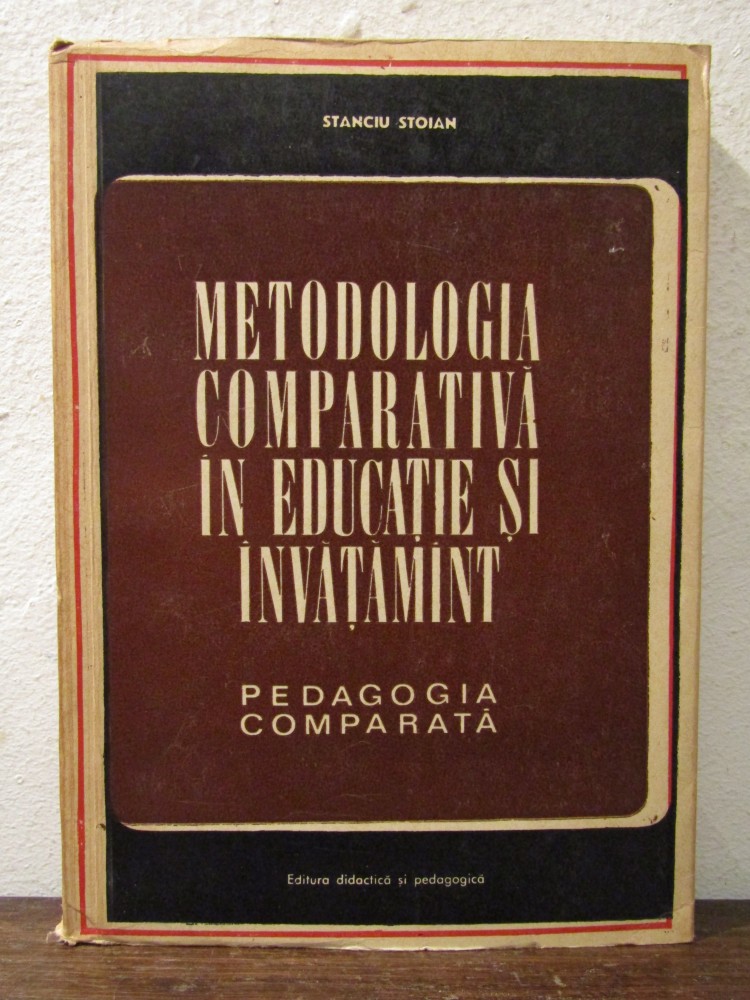 STANCIU STOIAN
METODOLOGIA
COMPARATIVĂ
ÎN EDUCAȚIE ȘI
ÎNVĂȚĂMÎNT
PEDAGOGIA
COMPARATĂ
Editura didactică și pedagogică